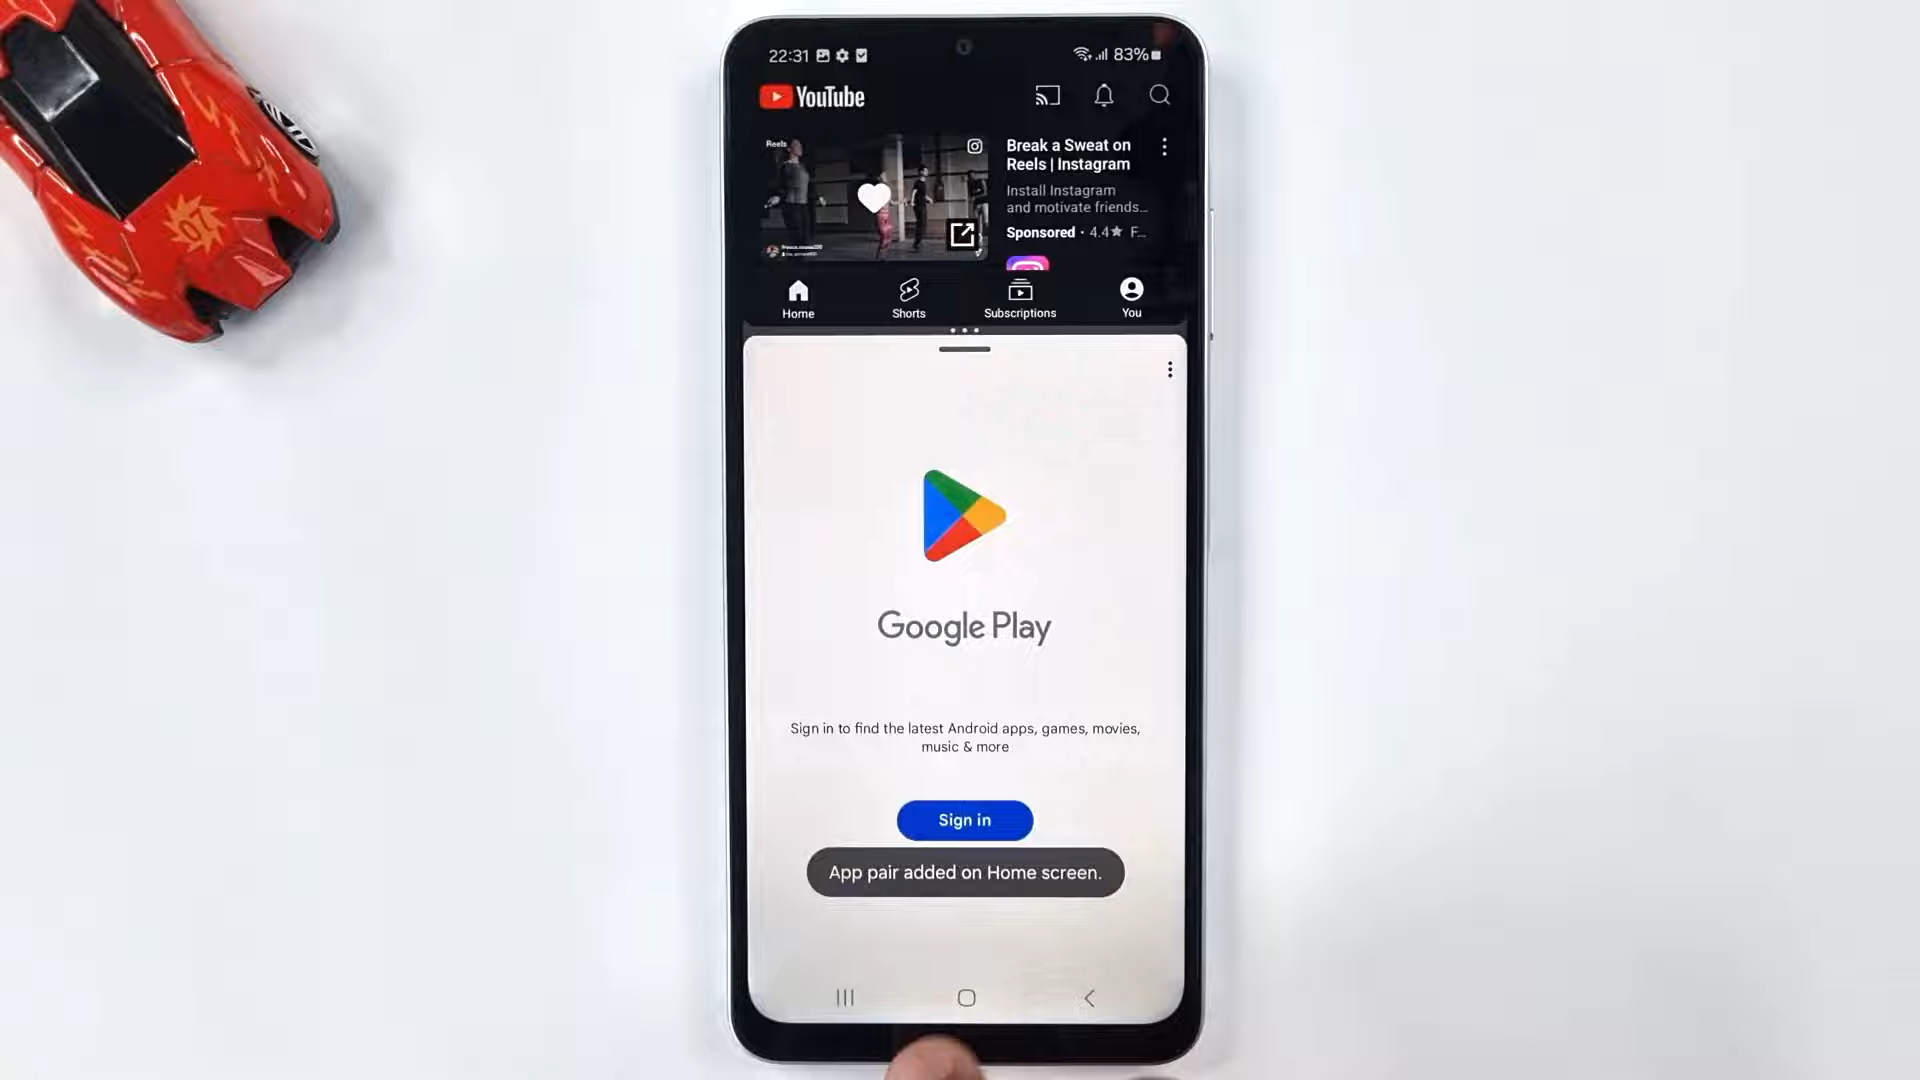 22:31
83%
YouTube
Reels
Break a Sweat on
Reels | Instagram
Install Instagram
and motivate friends...
Sponsored · 4.4★ F...
Home
Shorts
Subscriptions
You
Google Play
Sign in to find the latest Android apps, games, movies,
music & more
Sign in
App pair added on Home screen.